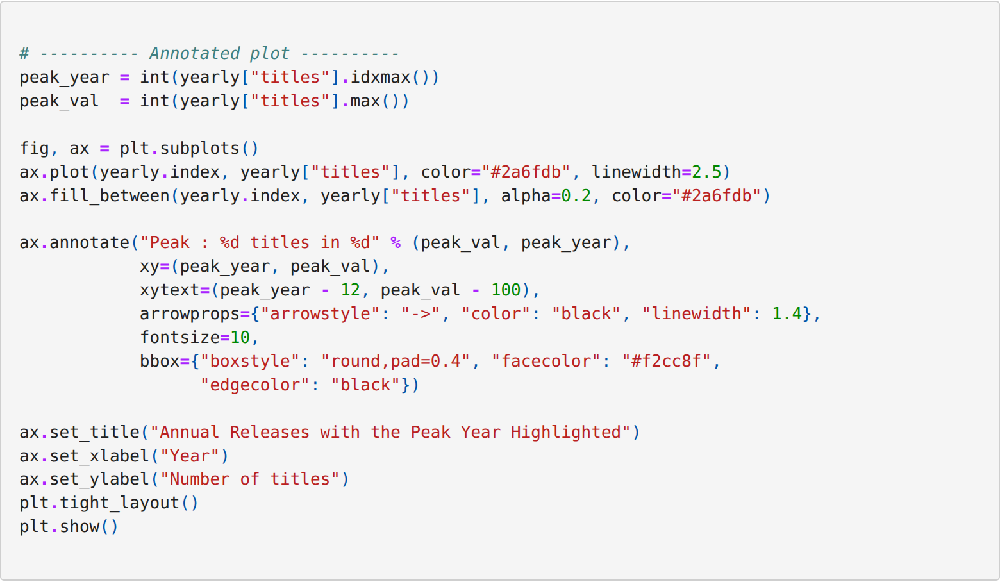 # ---------- Annotated plot ----------
peak_year = int(yearly["titles"].idxmax())
peak_val  = int(yearly["titles"].max())

fig, ax = plt.subplots()
ax.plot(yearly.index, yearly["titles"], color="#2a6fdb", linewidth=2.5)
ax.fill_between(yearly.index, yearly["titles"], alpha=0.2, color="#2a6fdb")

ax.annotate("Peak : %d titles in %d" % (peak_val, peak_year),
            xy=(peak_year, peak_val),
            xytext=(peak_year - 12, peak_val - 100),
            arrowprops={"arrowstyle": "->", "color": "black", "linewidth": 1.4},
            fontsize=10,
            bbox={"boxstyle": "round,pad=0.4", "facecolor": "#f2cc8f",
                  "edgecolor": "black"})

ax.set_title("Annual Releases with the Peak Year Highlighted")
ax.set_xlabel("Year")
ax.set_ylabel("Number of titles")
plt.tight_layout()
plt.show()